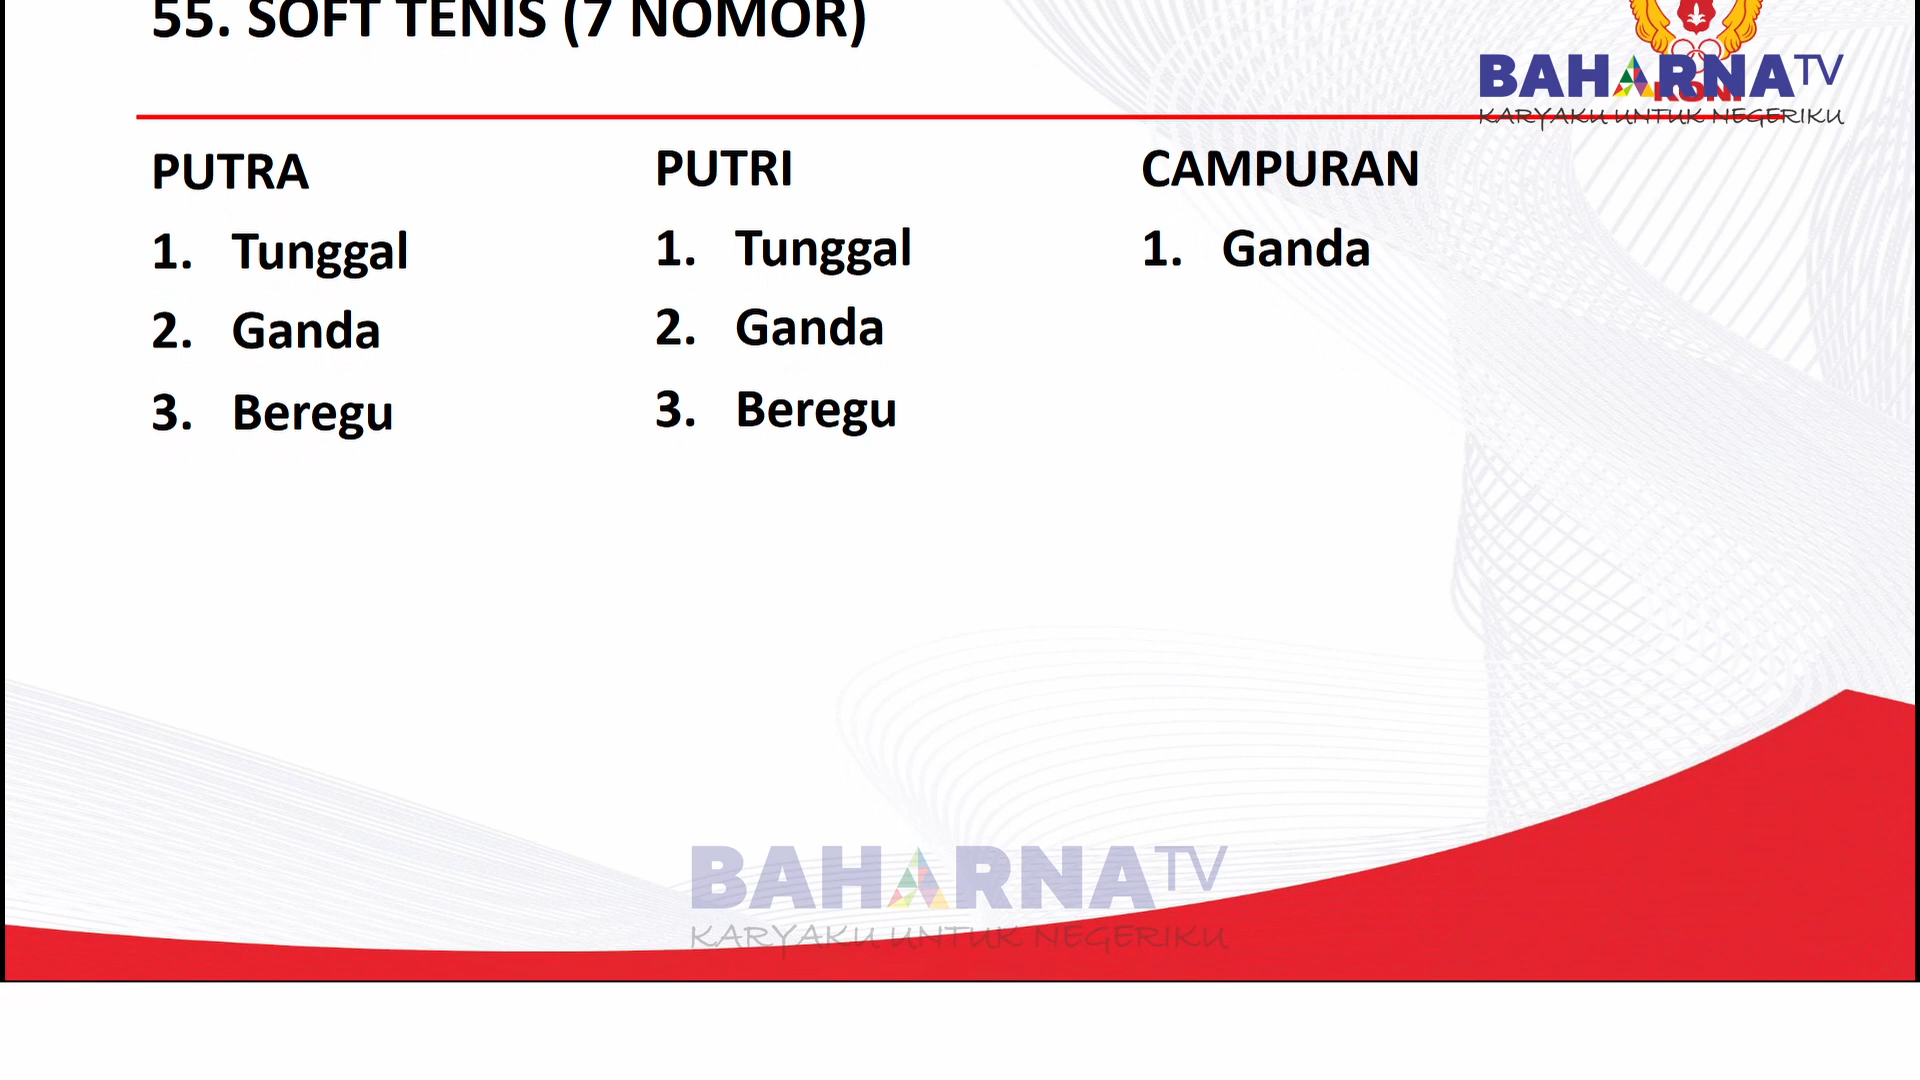 55. SOFT TENIS (7 NOMOR)
BAHARNA TV
KONI
KARYAKU UNTUK NEGERIKU
PUTRA
1. Tunggal
2. Ganda
3. Beregu
PUTRI
1. Tunggal
2. Ganda
3. Beregu
CAMPURAN
1. Ganda
BAHARNA TV
KARYAKU UNTUK NEGERIKU